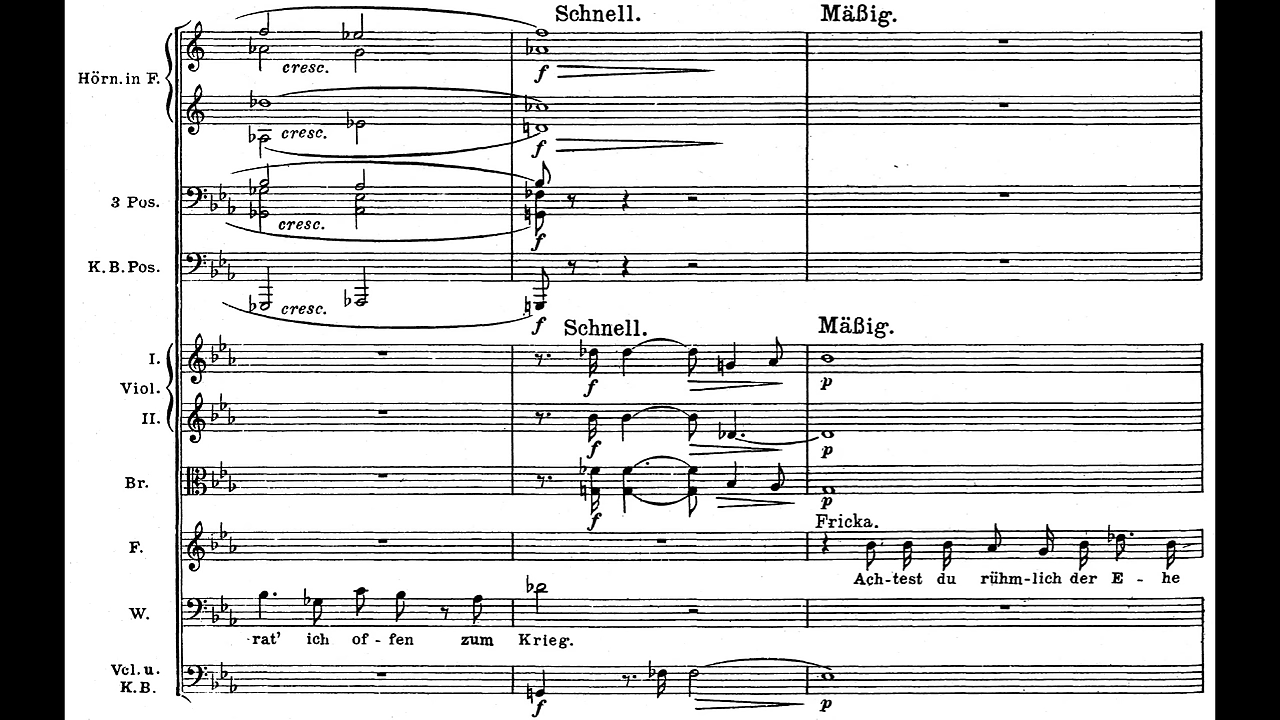 Schnell. Mäßig.
Hörn. in F.
cresc. f
cresc. f
3 Pos.
cresc. f
K.B.Pos.
cresc. f
Schnell. Mäßig.
I.
f p
Viol.
II.
f p
Br.
f p
Fricka.
F.
Ach-test du rühm-lich der E - he
W.
rat' ich of - fen zum Krieg.
Vcl. u.
K.B.
f p